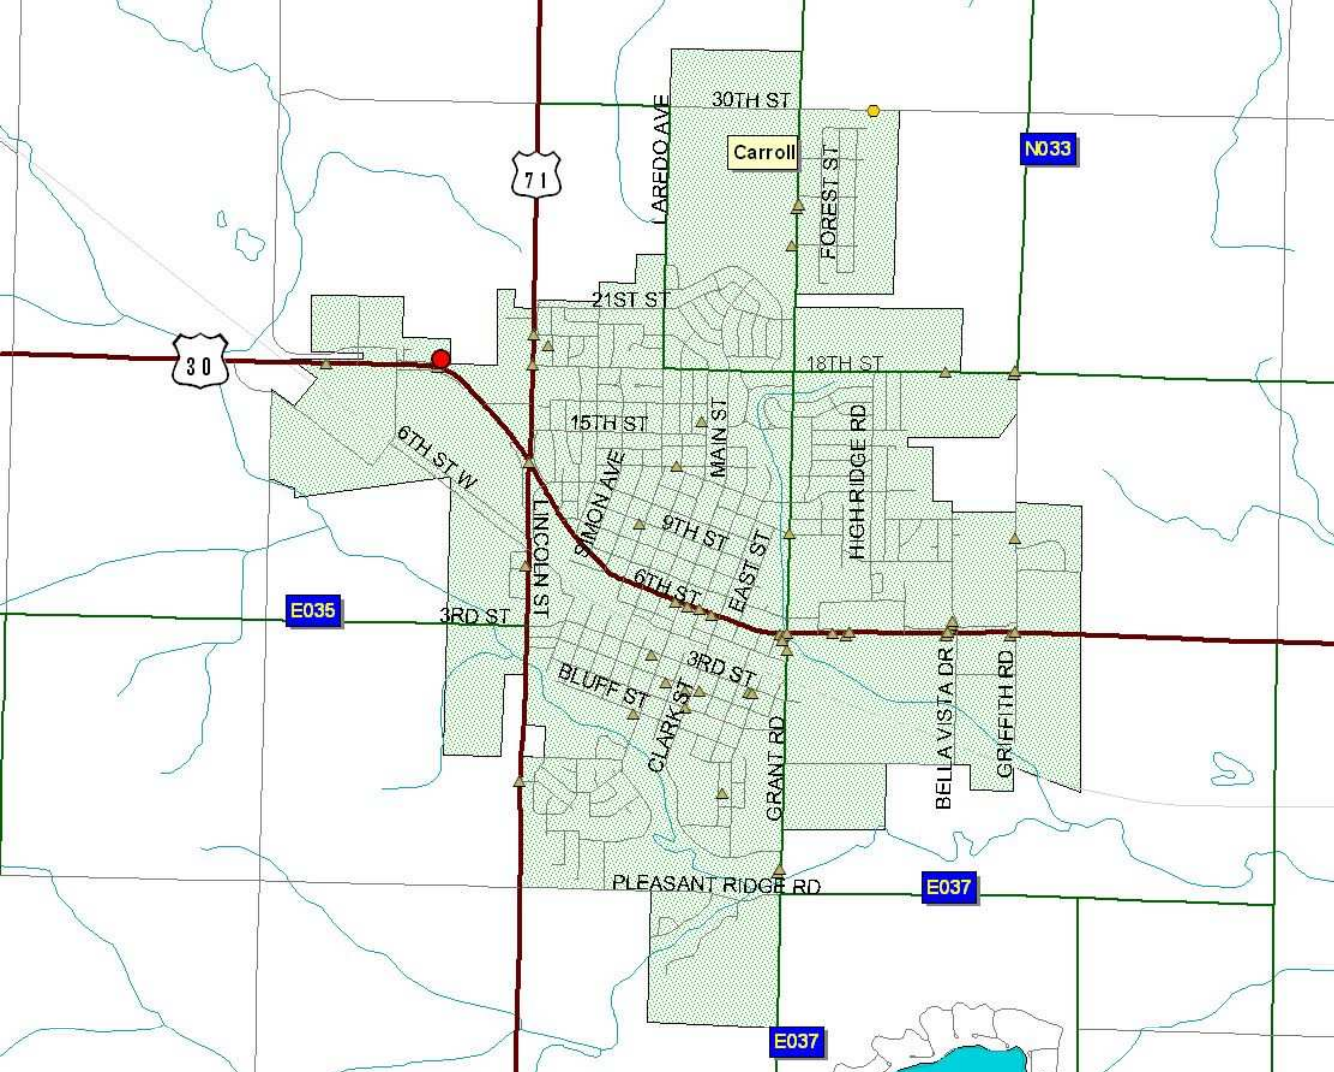 30TH ST
LAREDO AVE
Carroll
FOREST ST
N033
71
21ST ST
30
18TH ST
15TH ST
MAIN ST
HIGH RIDGE RD
6TH ST W
SIMON AVE
9TH ST
LINCOLN ST
EAST ST
6TH ST
E035
3RD ST
3RD ST
BLUFF ST
CLARK ST
GRANT RD
BELLA VISTA DR
GRIFFITH RD
PLEASANT RIDGE RD
E037
E037